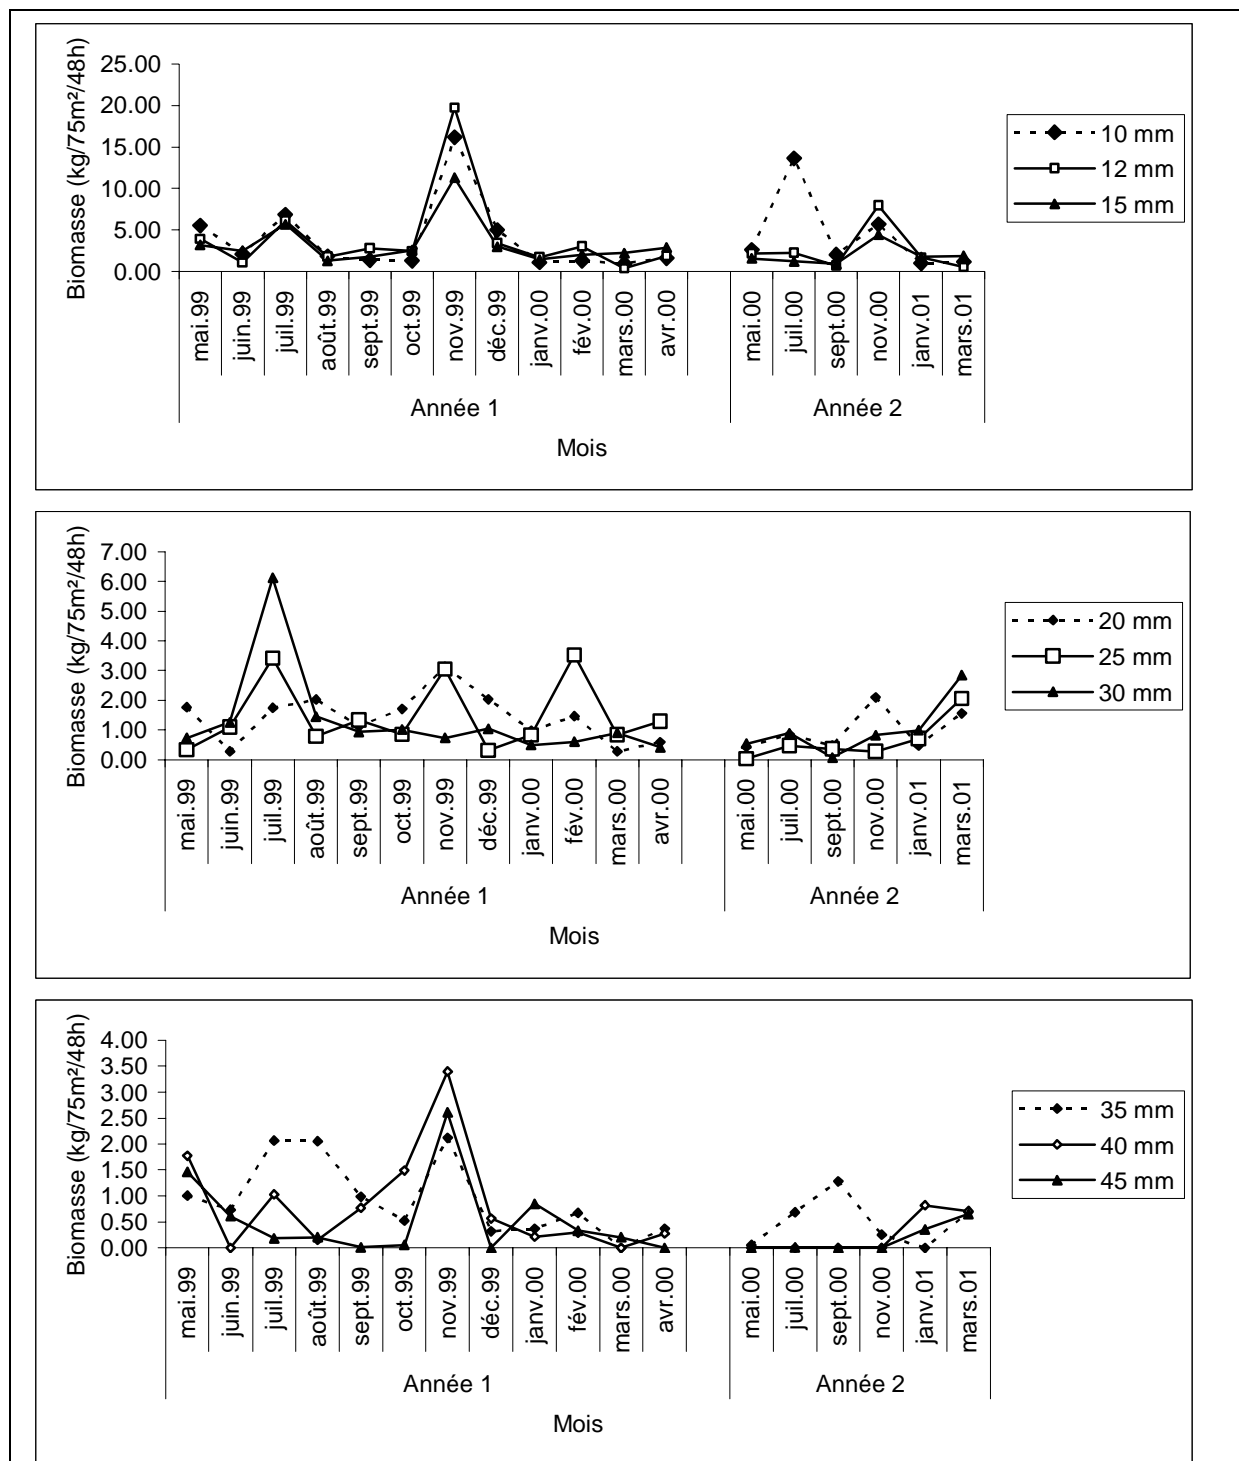 Biomasse (kg/75m²/48h)
25.00
20.00
15.00
10.00
5.00
0.00
mai.99 juin.99 juil.99 août.99 sept.99 oct.99 nov.99 déc.99 janv.00 fév.00 mars.00 avr.00 mai.00 juil.00 sept.00 nov.00 janv.01 mars.01
Année 1 Année 2
Mois
10 mm
12 mm
15 mm
Biomasse (kg/75m²/48h)
7.00
6.00
5.00
4.00
3.00
2.00
1.00
0.00
mai.99 juin.99 juil.99 août.99 sept.99 oct.99 nov.99 déc.99 janv.00 fév.00 mars.00 avr.00 mai.00 juil.00 sept.00 nov.00 janv.01 mars.01
Année 1 Année 2
Mois
20 mm
25 mm
30 mm
Biomasse (kg/75m²/48h)
4.00
3.50
3.00
2.50
2.00
1.50
1.00
0.50
0.00
mai.99 juin.99 juil.99 août.99 sept.99 oct.99 nov.99 déc.99 janv.00 fév.00 mars.00 avr.00 mai.00 juil.00 sept.00 nov.00 janv.01 mars.01
Année 1 Année 2
Mois
35 mm
40 mm
45 mm